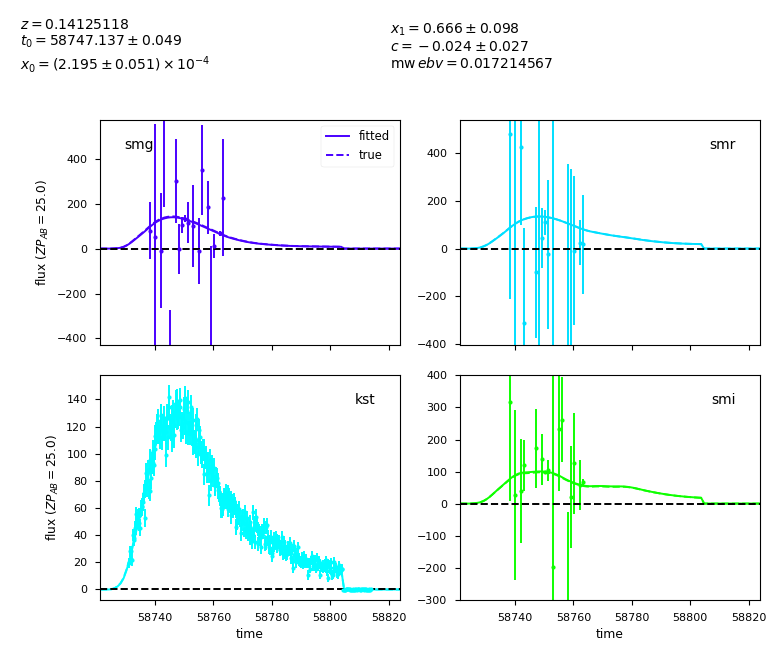 z = 0.14125118
t₀ = 58747.137 ± 0.049
x₀ = (2.195 ± 0.051) × 10⁻⁴
x₁ = 0.666 ± 0.098
c = −0.024 ± 0.027
mw ebv = 0.017214567
smg
fitted
true
400
200
0
−200
−400
flux (ZP_AB = 25.0)
smr
400
200
0
−200
−400
kst
140
120
100
80
60
40
20
0
flux (ZP_AB = 25.0)
58740 58760 58780 58800 58820
time
smi
400
300
200
100
0
−100
−200
−300
58740 58760 58780 58800 58820
time